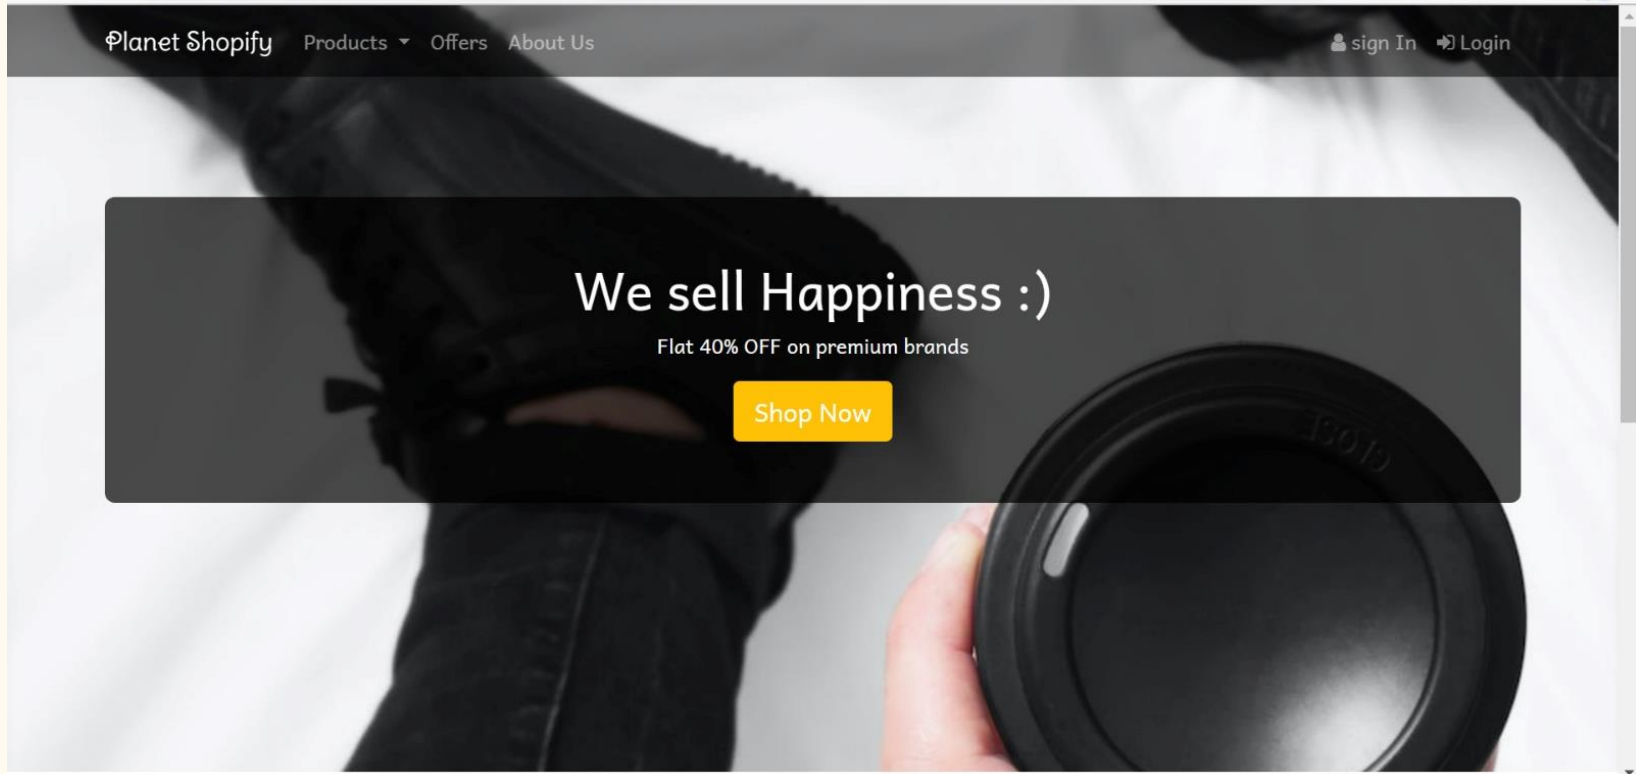 Planet Shopify Products Offers About Us sign In Login
We sell Happiness :)
Flat 40% OFF on premium brands
Shop Now
CLOSE